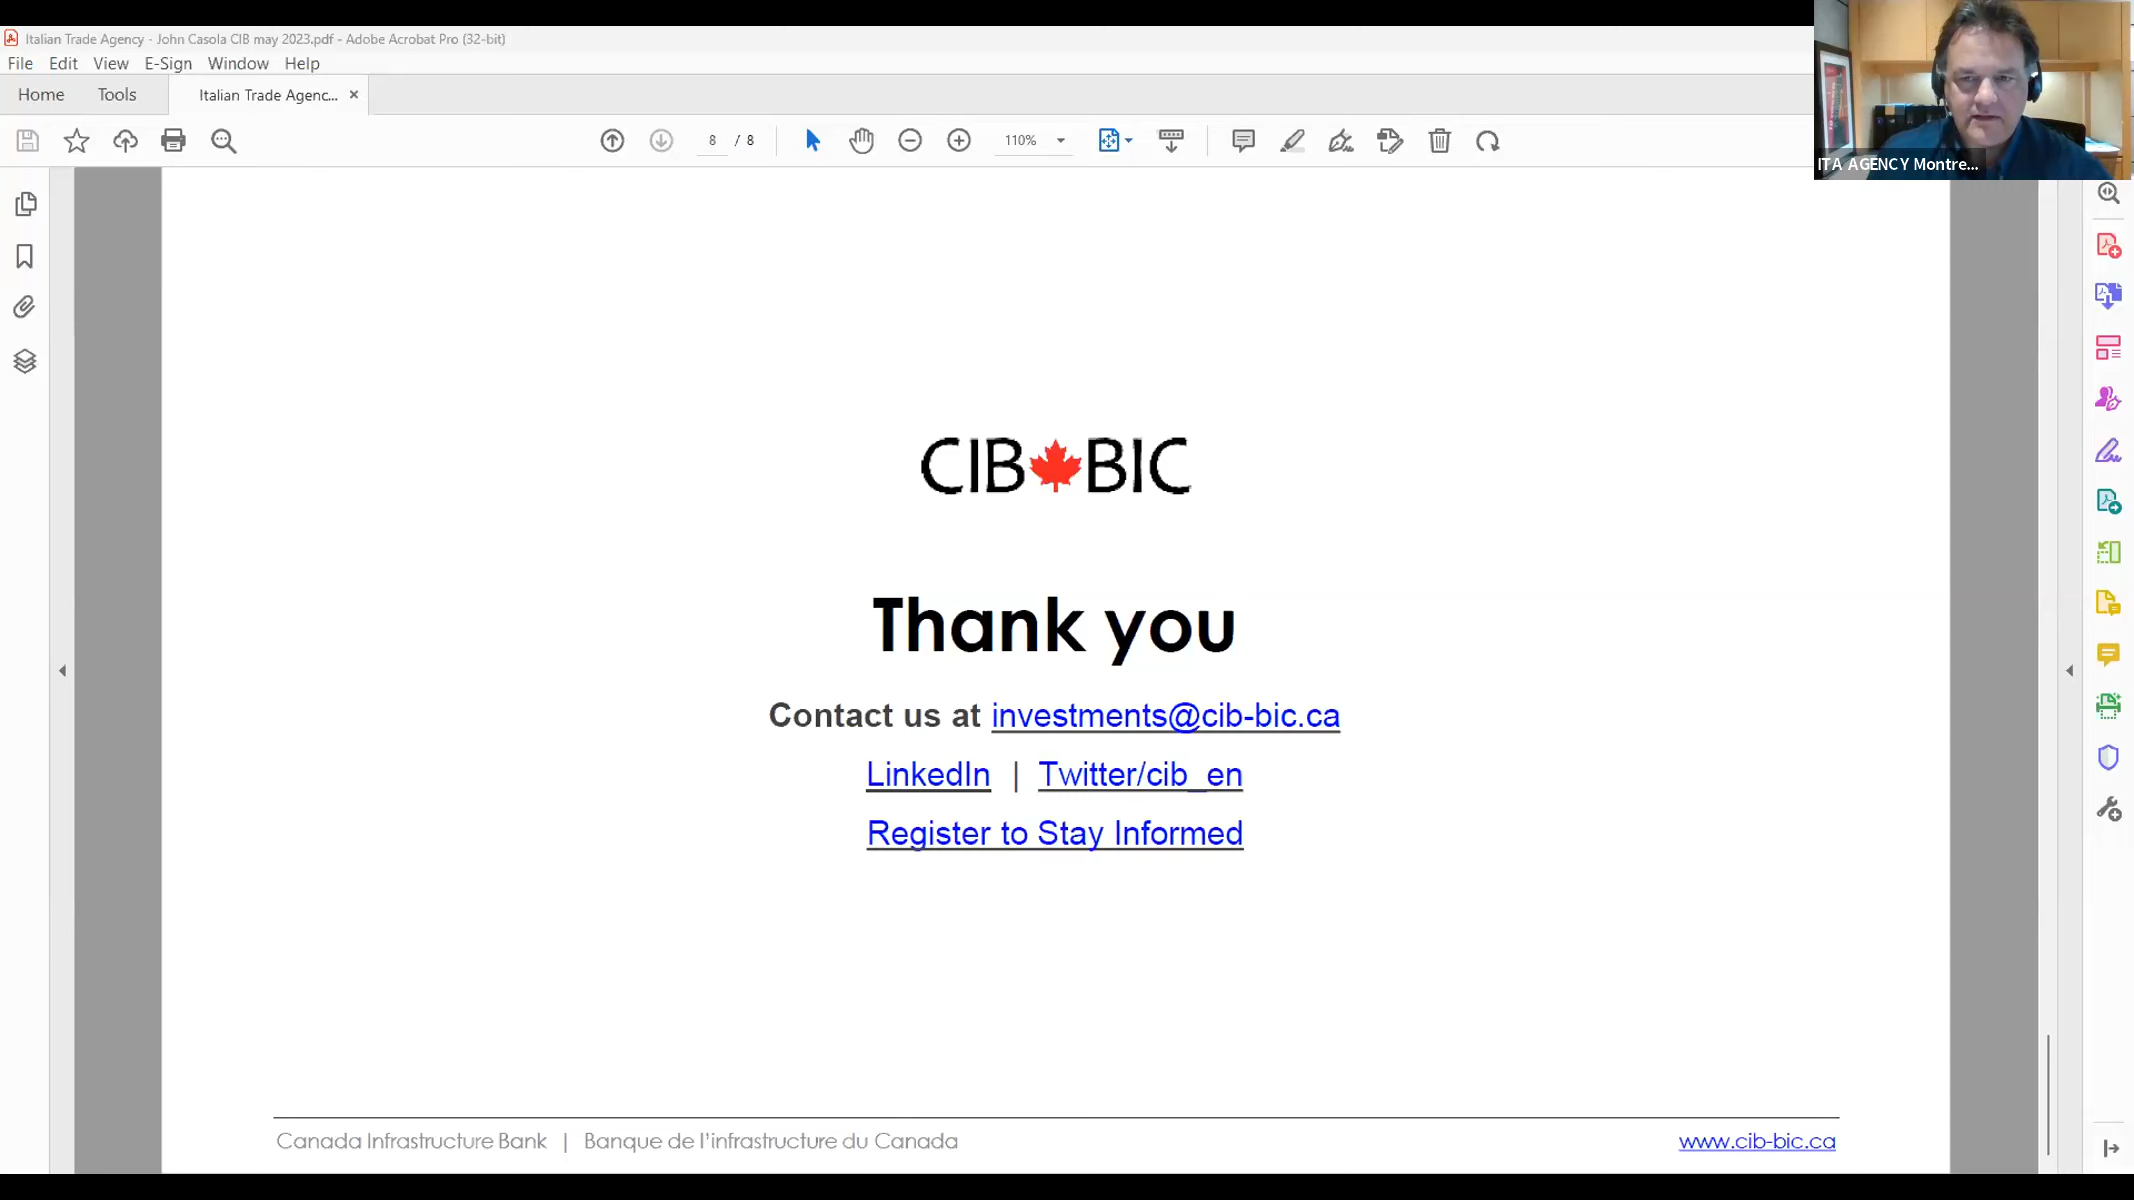 Italian Trade Agency - John Casola CIB may 2023.pdf - Adobe Acrobat Pro (32-bit)
File Edit View E-Sign Window Help
Home Tools Italian Trade Agenc... ×
8 / 8 110%
ITA AGENCY Montre...
CIB BIC
Thank you
Contact us at investments@cib-bic.ca
LinkedIn | Twitter/cib_en
Register to Stay Informed
Canada Infrastructure Bank | Banque de l'infrastructure du Canada
www.cib-bic.ca